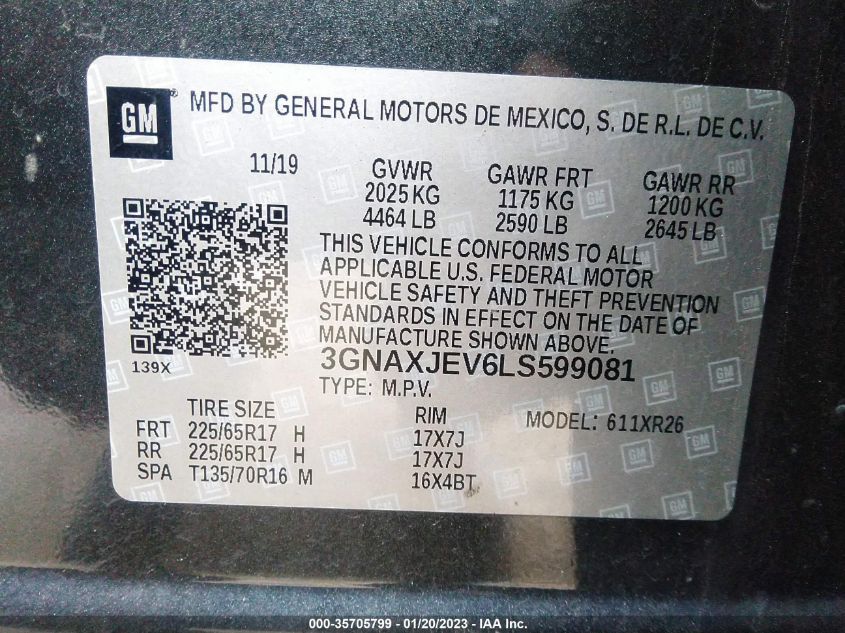 GM ® MFD BY GENERAL MOTORS DE MEXICO, S. DE R.L. DE C.V.
11/19 GVWR GAWR FRT GAWR RR
2025 KG 1175 KG 1200 KG
4464 LB 2590 LB 2645 LB
THIS VEHICLE CONFORMS TO ALL
APPLICABLE U.S. FEDERAL MOTOR
VEHICLE SAFETY AND THEFT PREVENTION
STANDARDS IN EFFECT ON THE DATE OF
MANUFACTURE SHOWN ABOVE.
139X 3GNAXJEV6LS599081
TYPE: M.P.V.
TIRE SIZE RIM MODEL: 611XR26
FRT 225/65R17 H 17X7J
RR 225/65R17 H 17X7J
SPA T135/70R16 M 16X4BT
000-35705799 - 01/20/2023 - © IAA Inc.